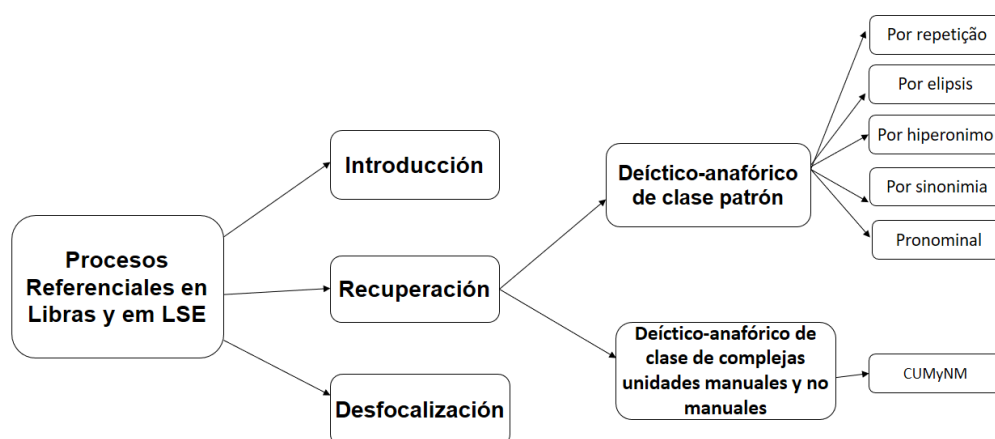 Procesos
Referenciales en
Libras y em LSE
Introducción
Recuperación
Desfocalización
Deíctico-anafórico
de clase patrón
Deíctico-anafórico de
clase de complejas
unidades manuales y no
manuales
Por repetição
Por elipsis
Por hiperonimo
Por sinonimia
Pronominal
CUMyNM